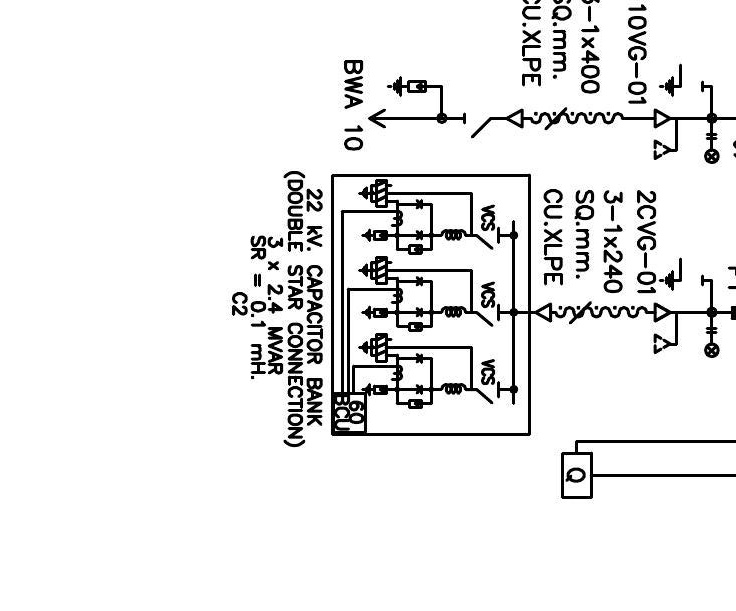 10VG-01
3-1x400
SQ.mm.
CU.XLPE
BWA 10
2CVG-01
3-1x240
SQ.mm.
CU.XLPE
VCS
VCS
VCS
60
BCU
22 kV. CAPACITOR BANK
(DOUBLE STAR CONNECTION)
3 x 2.4 MVAR
SR = 0.1 mH.
C2
Q